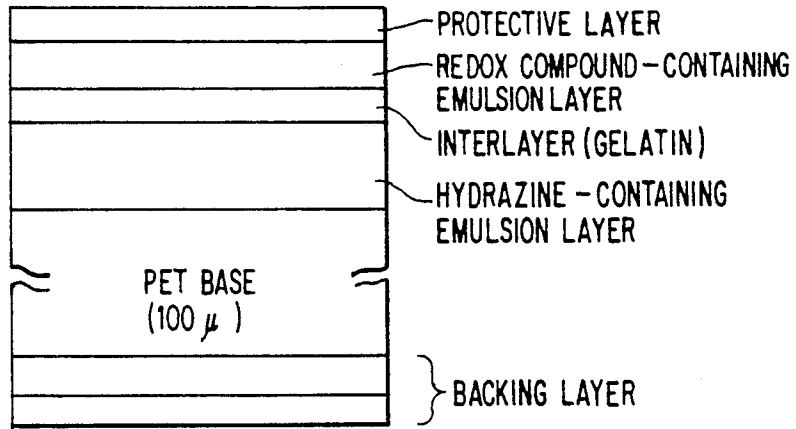 PROTECTIVE LAYER
REDOX COMPOUND-CONTAINING
EMULSION LAYER
INTERLAYER (GELATIN)
HYDRAZINE-CONTAINING
EMULSION LAYER
PET BASE
(100 μ)
BACKING LAYER